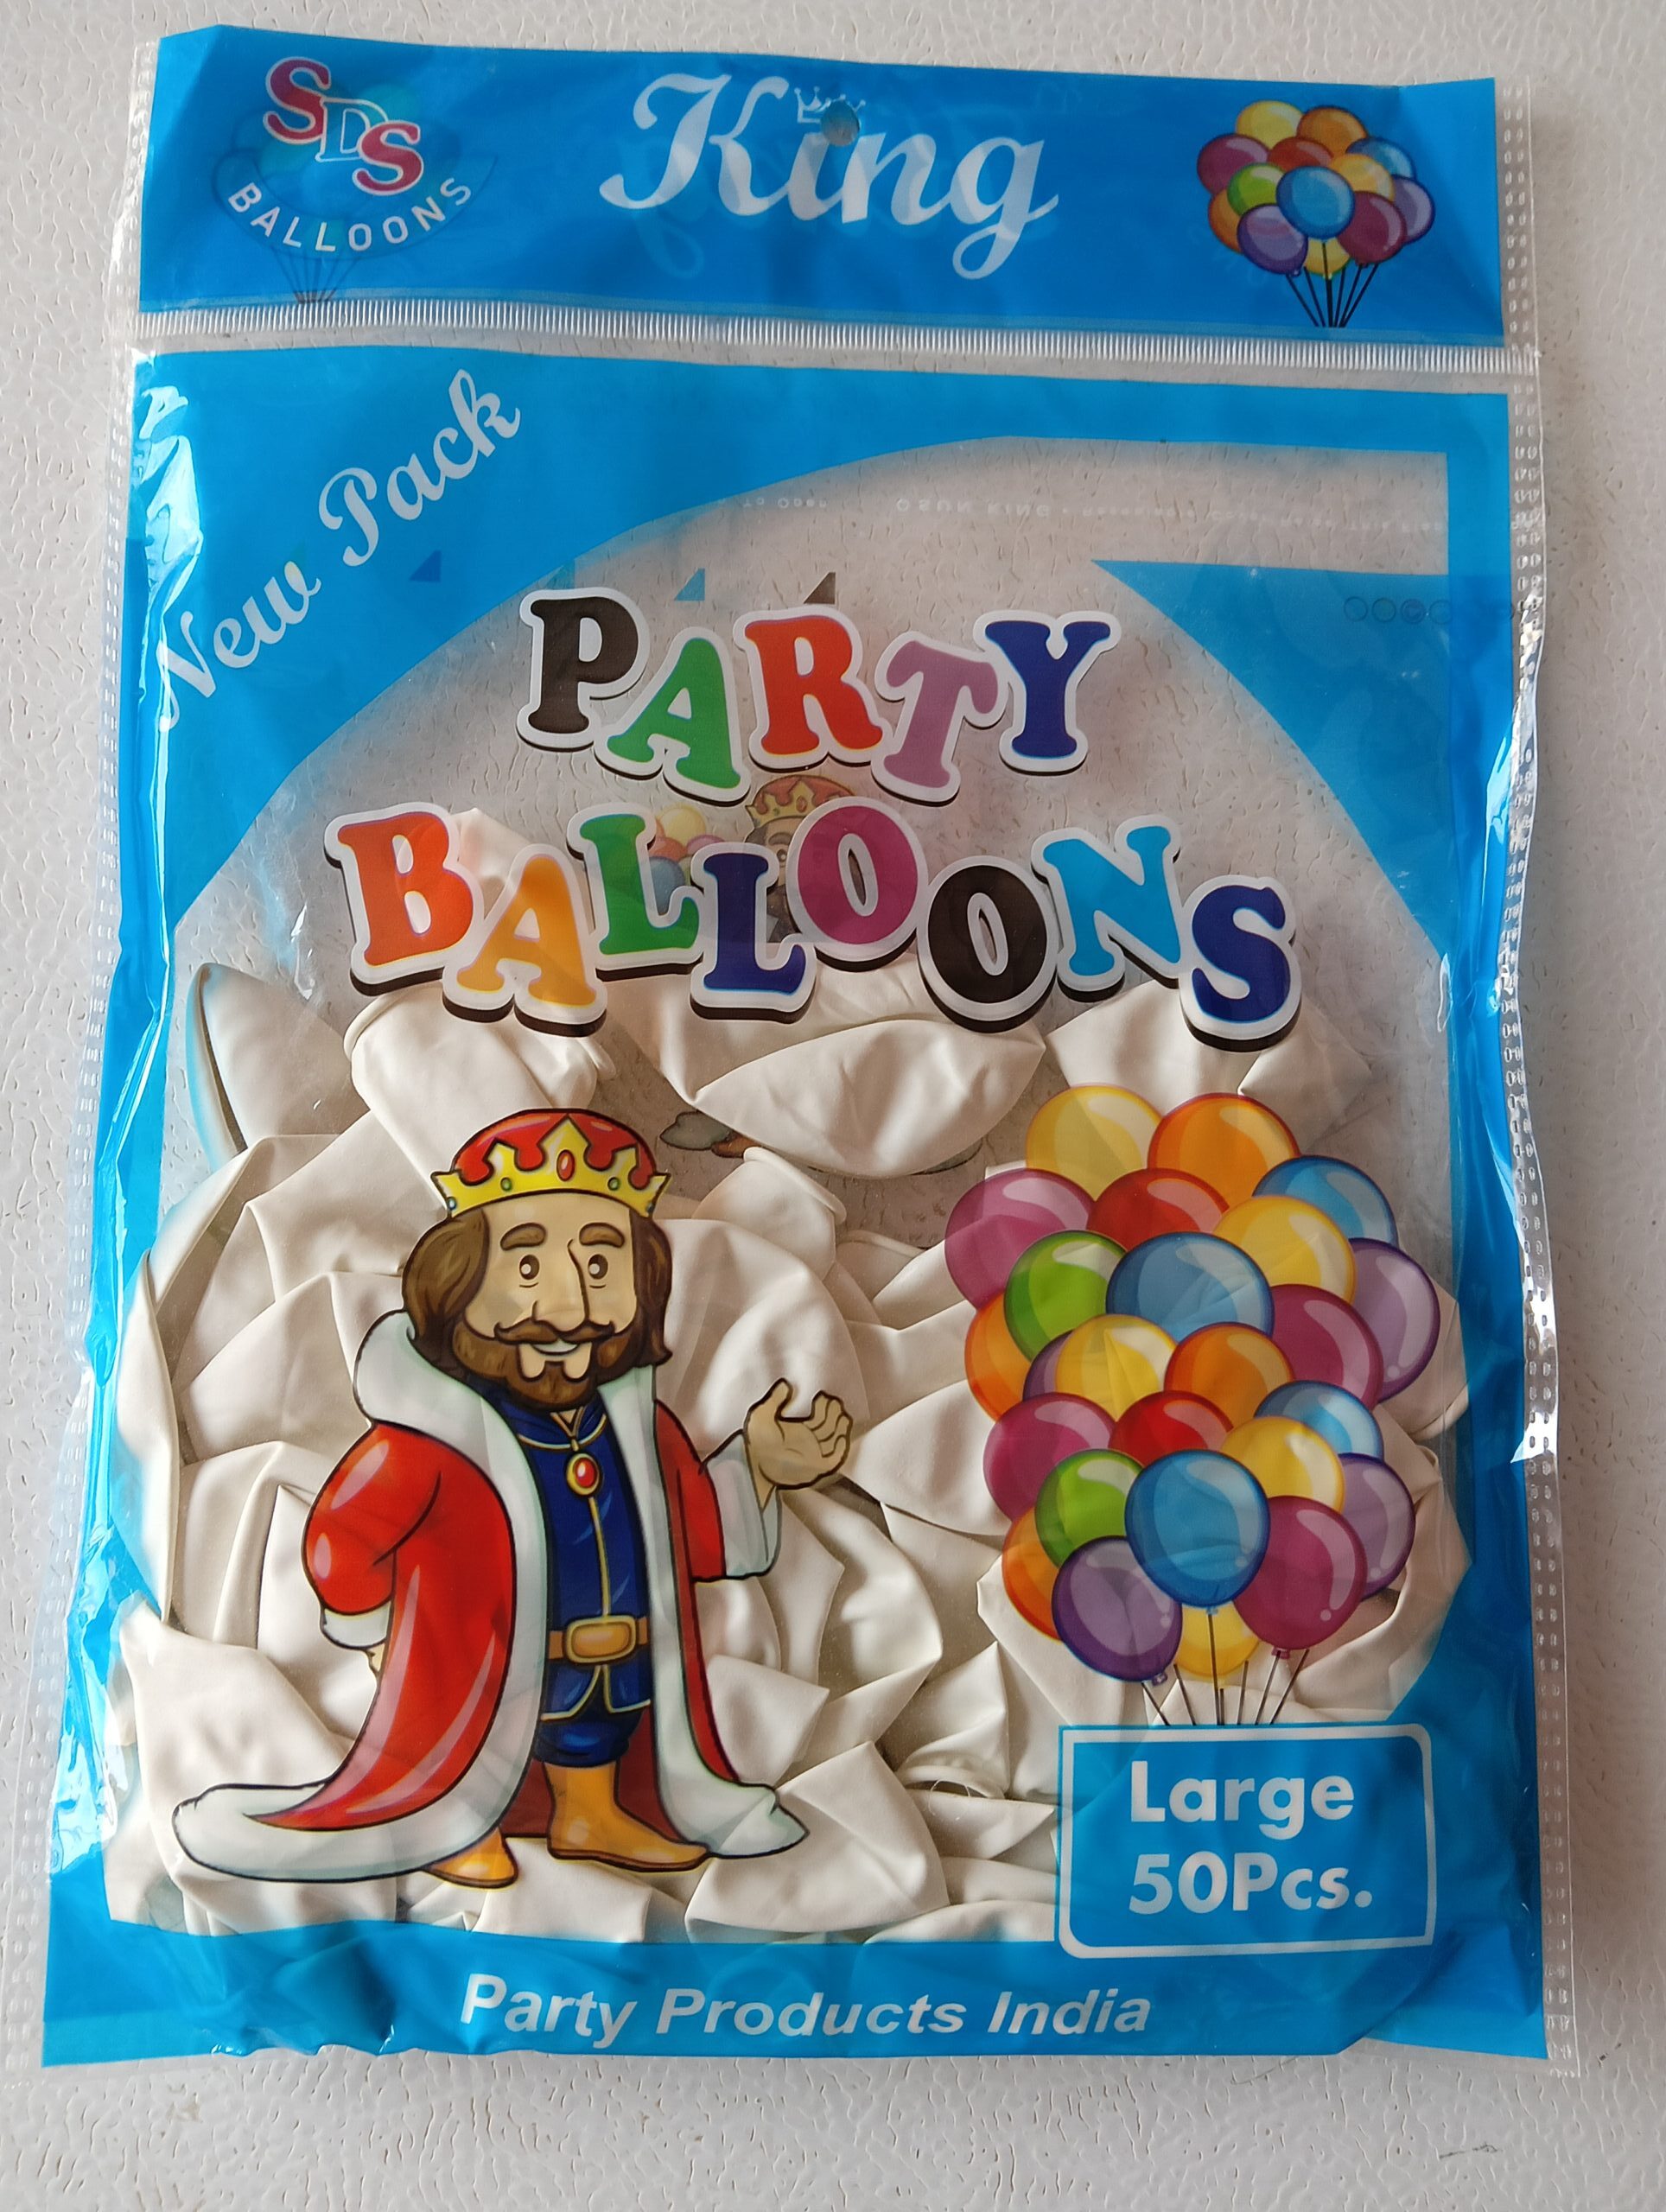 SDS
BALLOONS
King
New Pack
PARTY
BALLOONS
Large
50Pcs.
Party Products India